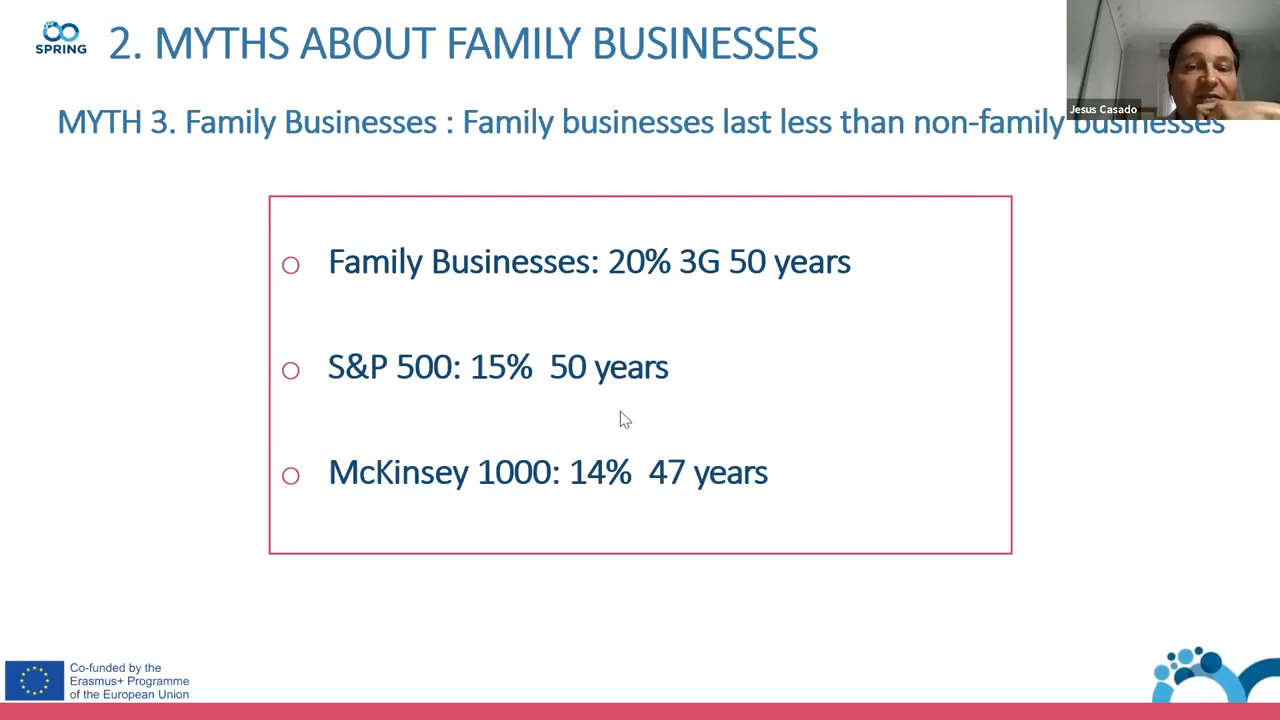 SPRING
2. MYTHS ABOUT FAMILY BUSINESSES
Jesus Casado
MYTH 3. Family Businesses : Family businesses last less than non-family businesses
Family Businesses: 20% 3G 50 years
S&P 500: 15% 50 years
McKinsey 1000: 14% 47 years
Co-funded by the
Erasmus+ Programme
of the European Union